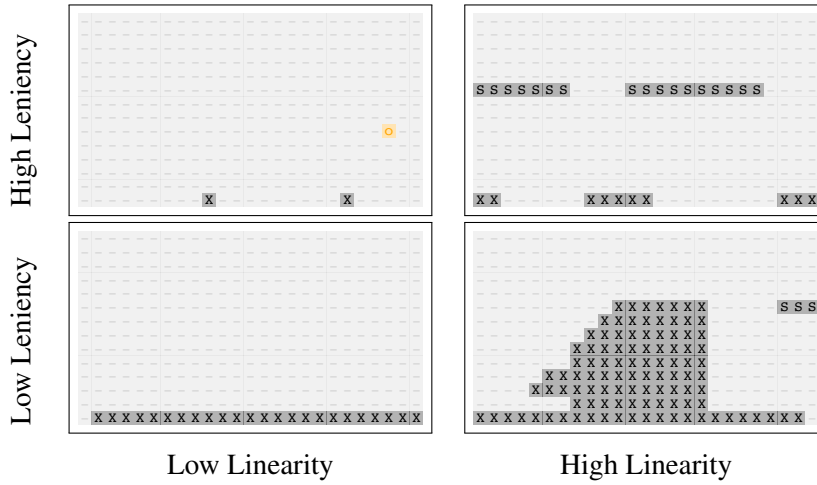 High Leniency
o
X X
S S S S S S S S S S S S S S S S S
X X X X X X X X X X
Low Leniency
X X X X X X X X X X X X X X X X X X X X X X X X
X X X X X X X S S S
X X X X X X X X
X X X X X X X X X
X X X X X X X X X X
X X X X X X X X X X
X X X X X X X X X X X X
X X X X X X X X X X X X X
X X X X X X X X X X
X X X X X X X X X X X X X X X X X X X X X X X X
Low Linearity
High Linearity